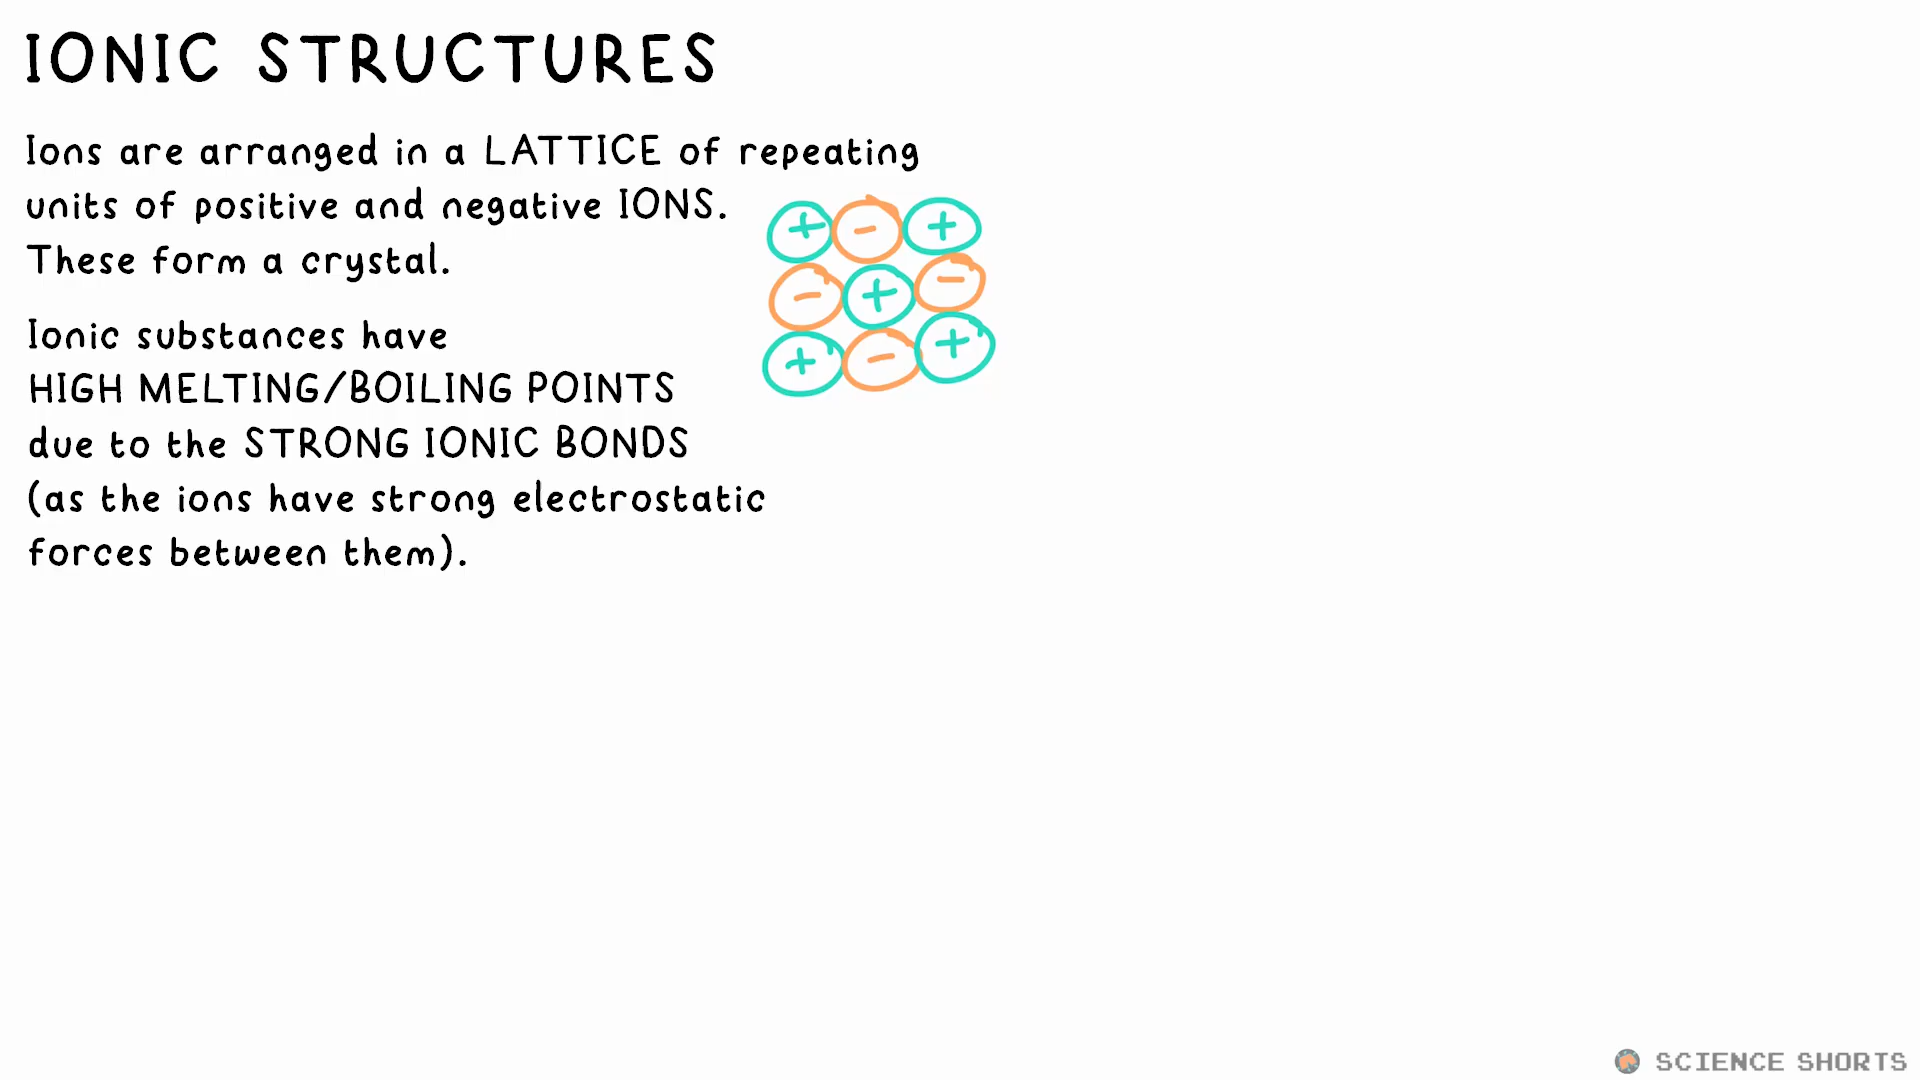 IONIC STRUCTURES
Ions are arranged in a LATTICE of repeating
units of positive and negative IONS.
These form a crystal.
+ - +
- + -
+ - +
Ionic substances have
HIGH MELTING/BOILING POINTS
due to the STRONG IONIC BONDS
(as the ions have strong electrostatic
forces between them).
SCIENCE SHORTS